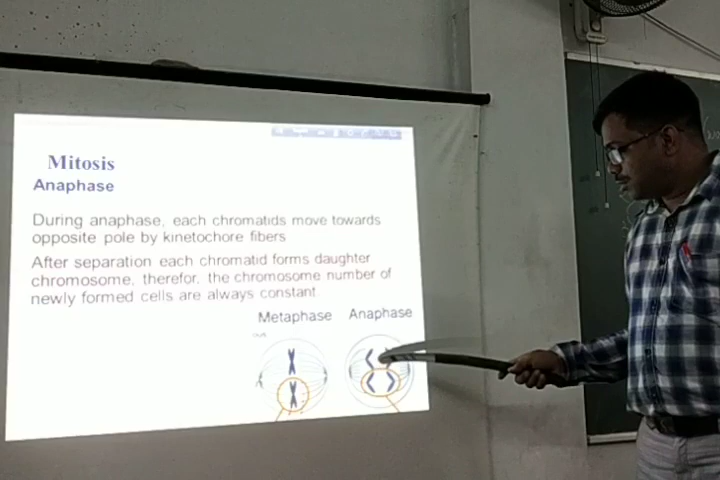 Mitosis
Anaphase
During anaphase, each chromatids move towards
opposite pole by kinetochore fibers
After separation each chromatid forms daughter
chromosome, therefor, the chromosome number of
newly formed cells are always constant
Metaphase Anaphase